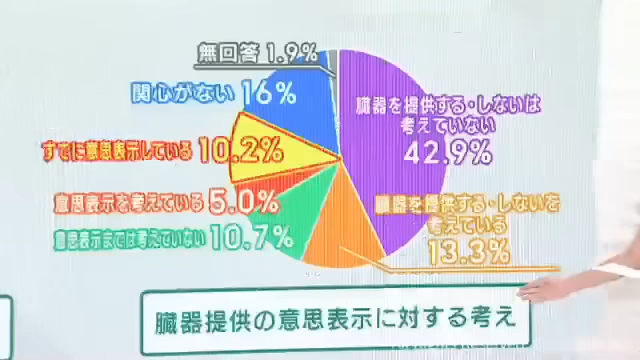 無回答 1.9%
関心がない 16%
臓器を提供する・しないは
考えていない
42.9%
すでに意思表示している 10.2%
意思表示を考えている 5.0%
臓器を提供する・しないを
考えている
13.3%
意思表示までは考えていない 10.7%
臓器提供の意思表示に対する考え